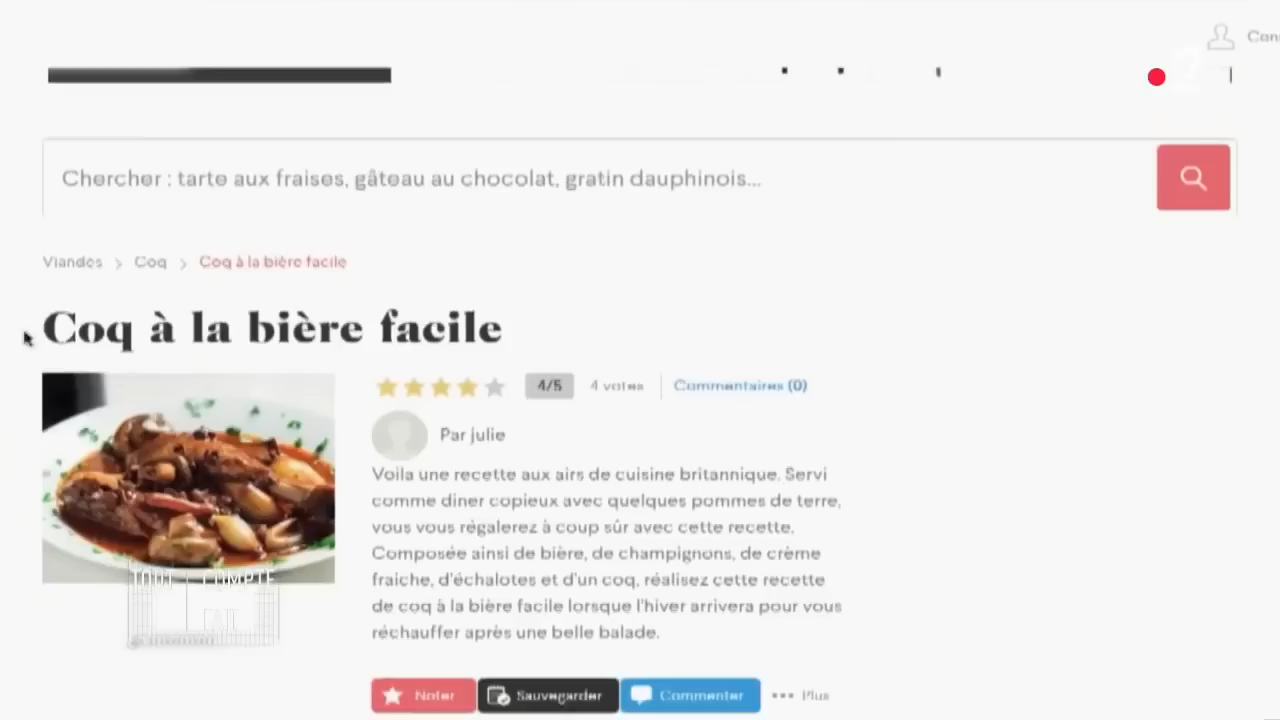 Chercher : tarte aux fraises, gâteau au chocolat, gratin dauphinois...
Viandes > Coq > Coq à la bière facile
Coq à la bière facile
4/5 4 votes Commentaires (0)
Par julie
Voila une recette aux airs de cuisine britannique. Servi
comme diner copieux avec quelques pommes de terre,
vous vous régalerez à coup sûr avec cette recette.
Composée ainsi de bière, de champignons, de crème
fraiche, d'échalotes et d'un coq, réalisez cette recette
de coq à la bière facile lorsque l'hiver arrivera pour vous
réchauffer après une belle balade.
TOUT COMPTE
FAIT
Noter Sauvegarder Commenter ••• Plus